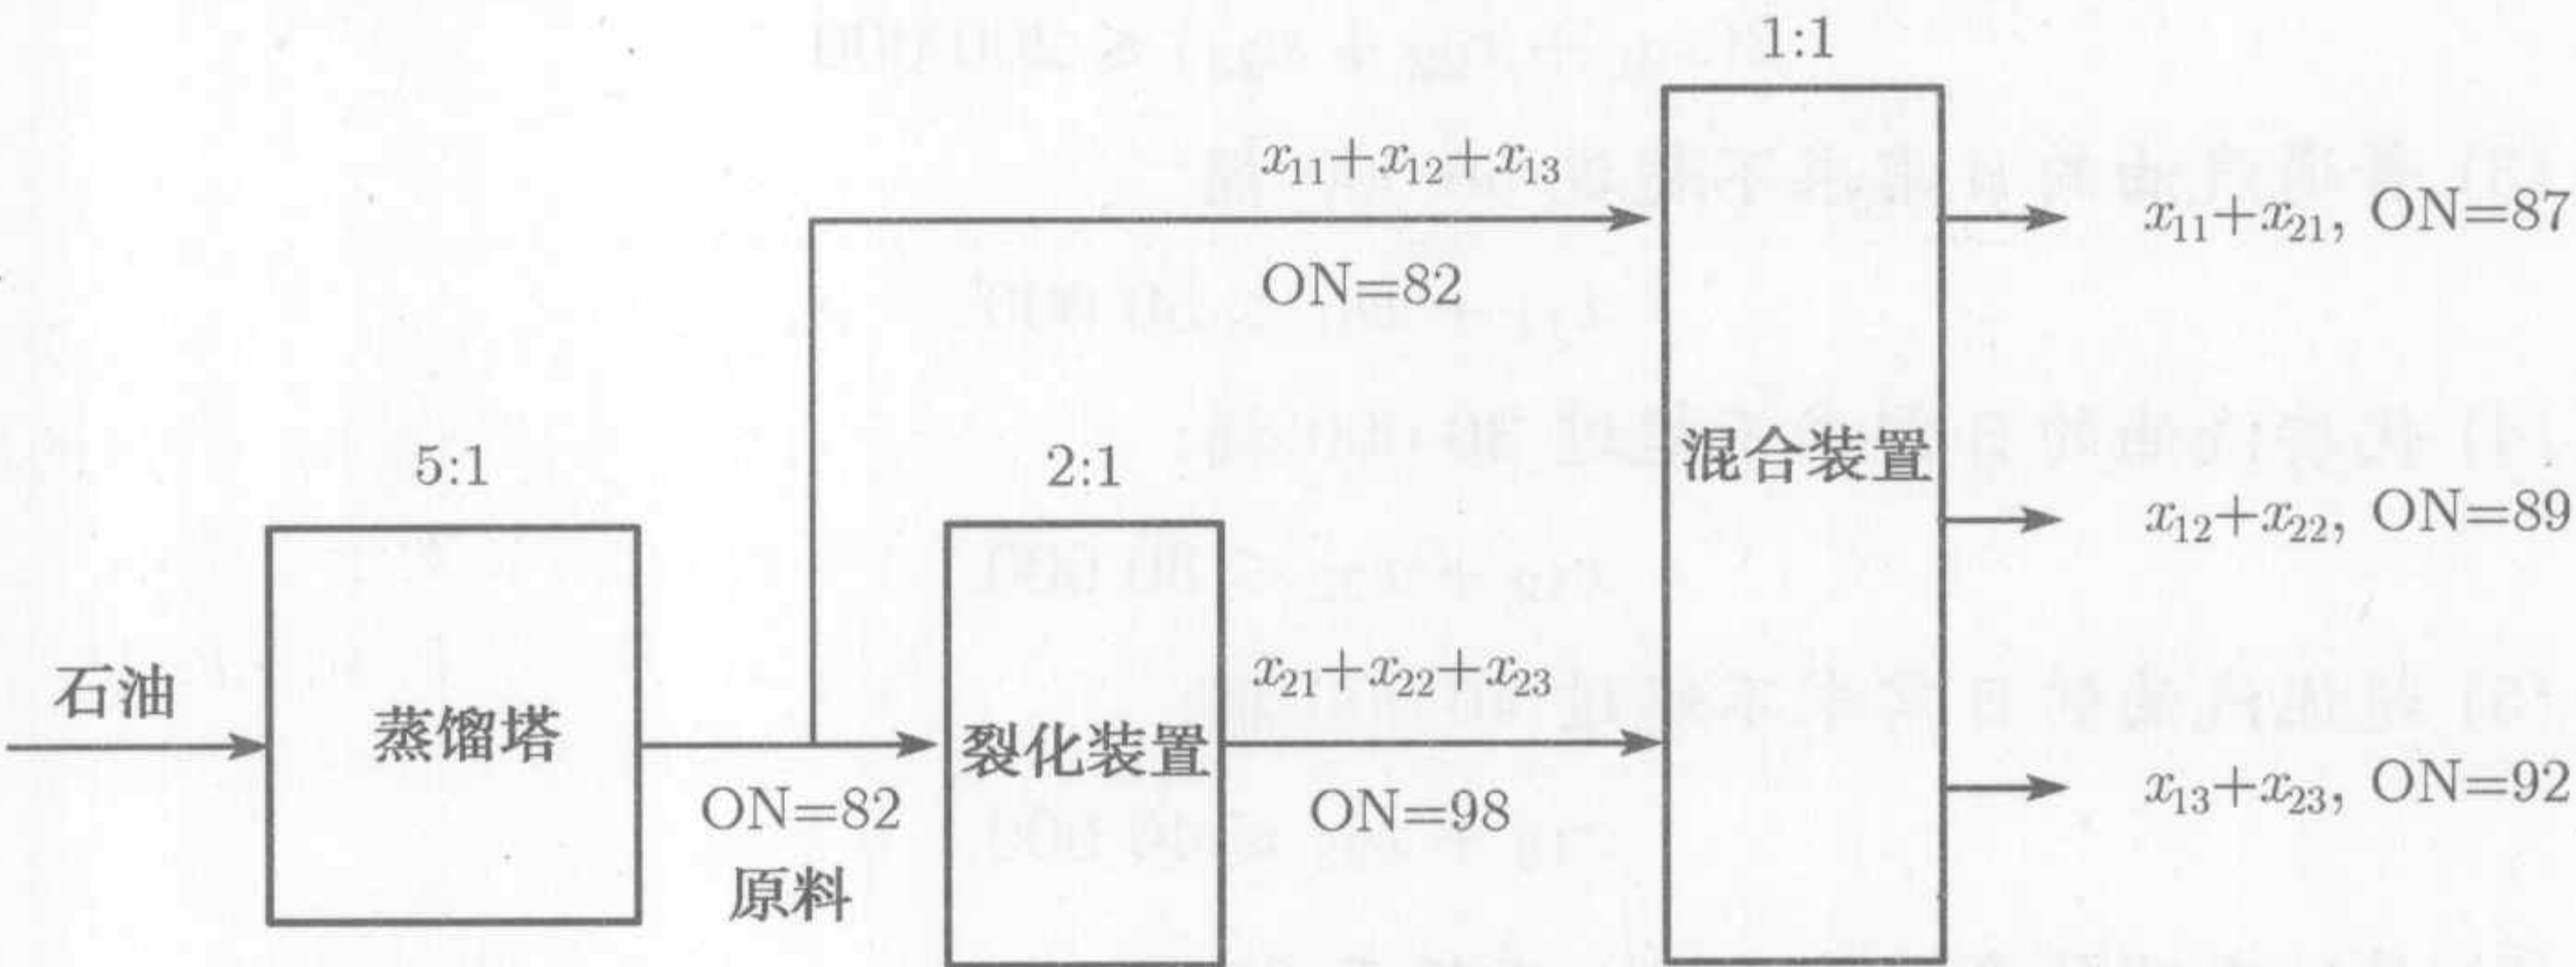 1:1
x₁₁+x₁₂+x₁₃
ON=82
x₁₁+x₂₁, ON=87
5:1
2:1
混合装置
x₁₂+x₂₂, ON=89
石油
蒸馏塔
裂化装置
x₂₁+x₂₂+x₂₃
ON=82
原料
ON=98
x₁₃+x₂₃, ON=92